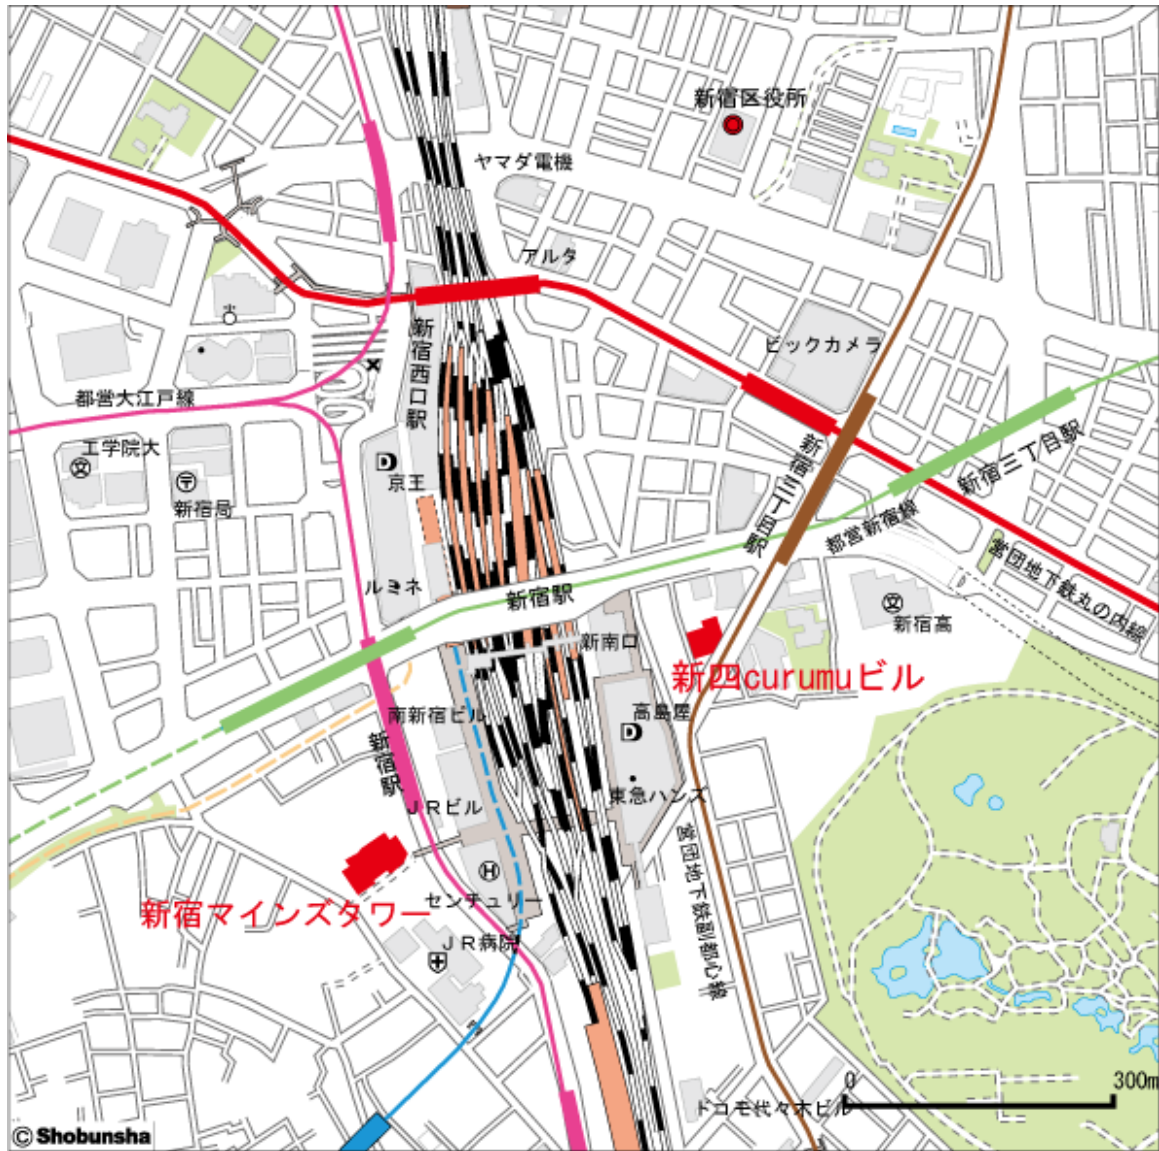 新宿区役所
ヤマダ電機
アルタ
新宿西口駅
ビックカメラ
都営大江戸線
工学院大
新宿局
京王
新宿三丁目駅
新宿三丁目駅
都営新宿線
営団地下鉄丸の内線
ルミネ
新宿駅
新南口
新宿高
新四curumuビル
高島屋
南新宿ビル
新宿駅
東急ハンズ
JRビル
営団地下鉄副都心線
新宿マインズタワー
センチュリー
JR病院
ドコモ代々木ビル
0
300m
© Shobunsha